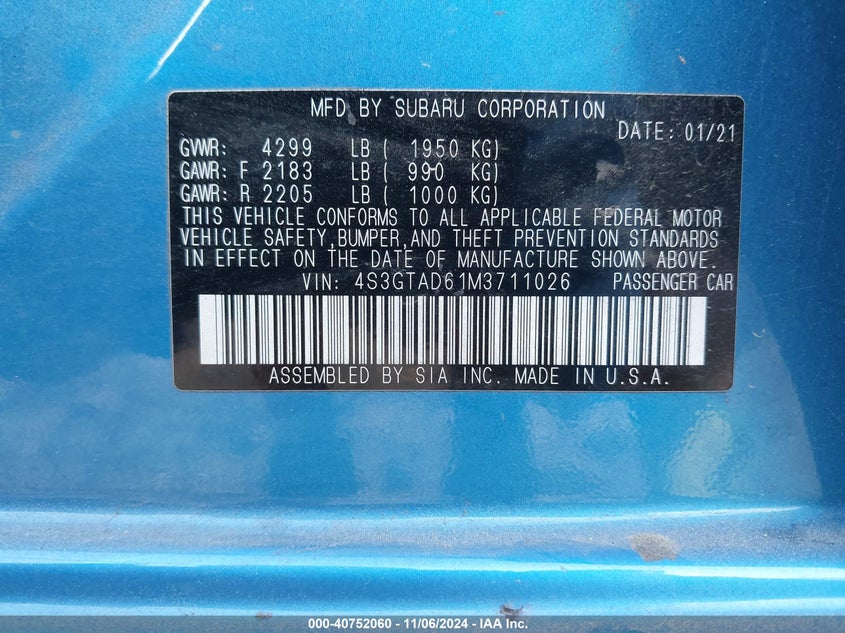 MFD BY SUBARU CORPORATION
DATE: 01/21
GVWR: 4299 LB ( 1950 KG)
GAWR: F 2183 LB ( 990 KG)
GAWR: R 2205 LB ( 1000 KG)
THIS VEHICLE CONFORMS TO ALL APPLICABLE FEDERAL MOTOR
VEHICLE SAFETY,BUMPER,AND THEFT PREVENTION STANDARDS
IN EFFECT ON THE DATE OF MANUFACTURE SHOWN ABOVE.
VIN: 4S3GTAD61M3711026 PASSENGER CAR
ASSEMBLED BY SIA INC. MADE IN U.S.A.
000-40752060 - 11/06/2024 - IAA Inc.